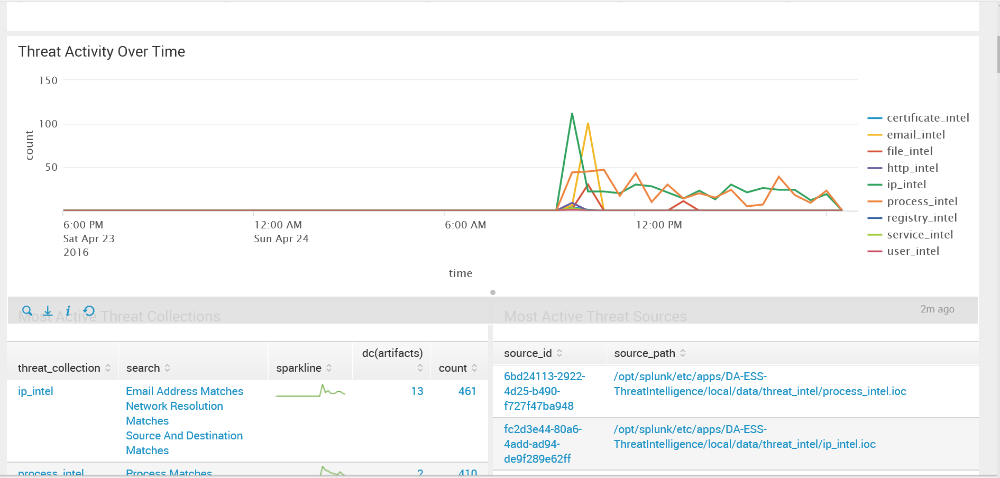 Threat Activity Over Time
150
100
50
count
6:00 PM
Sat Apr 23
2016
12:00 AM
Sun Apr 24
6:00 AM
12:00 PM
time
certificate_intel
email_intel
file_intel
http_intel
ip_intel
process_intel
registry_intel
service_intel
user_intel
Most Active Threat Collections
Most Active Threat Sources
2m ago
threat_collection
search
sparkline
dc(artifacts)
count
ip_intel
Email Address Matches
Network Resolution
Matches
Source And Destination
Matches
13
461
process_intel
Process Matches
2
410
source_id
source_path
6bd24113-2922-
4d25-b490-
f727f47ba948
/opt/splunk/etc/apps/DA-ESS-
ThreatIntelligence/local/data/threat_intel/process_intel.ioc
fc2d3e44-80a6-
4add-ad94-
de9f289e62ff
/opt/splunk/etc/apps/DA-ESS-
ThreatIntelligence/local/data/threat_intel/ip_intel.ioc